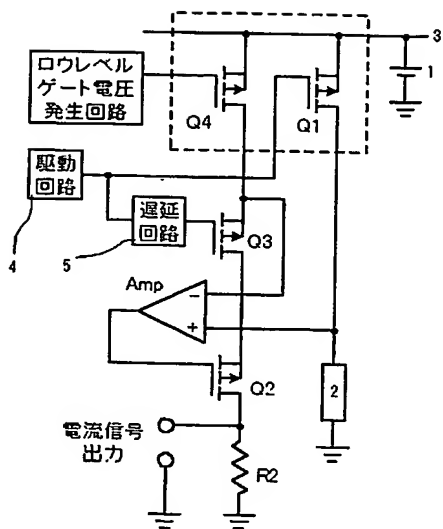 3
ロウレベル
ゲート電圧
発生回路
1
Q4
Q1
駆動
回路
遅延
回路
Q3
4
5
Amp
−
+
Q2
2
電流信号
出力
R2